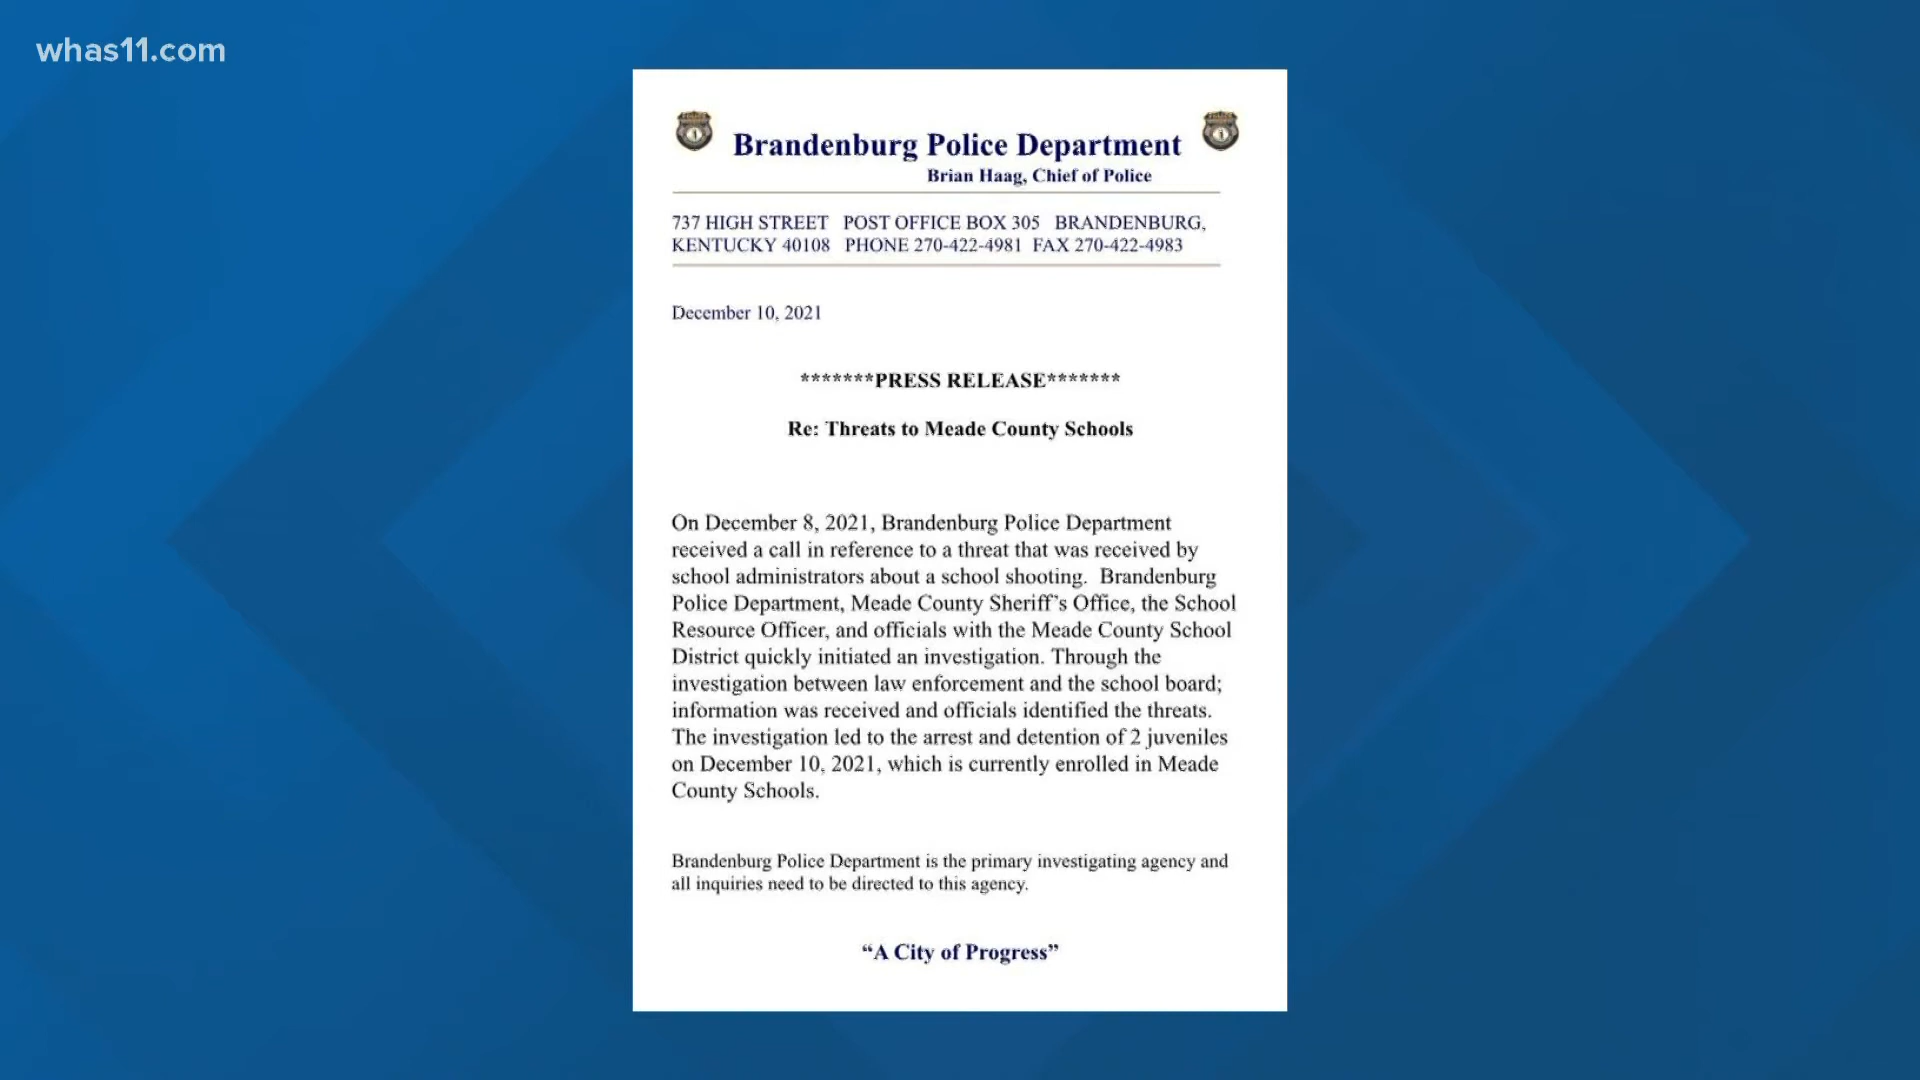 whas11.com
Brandenburg Police Department
Brian Haag, Chief of Police
737 HIGH STREET POST OFFICE BOX 305 BRANDENBURG,
KENTUCKY 40108 PHONE 270-422-4981 FAX 270-422-4983
December 10, 2021
*******PRESS RELEASE*******
Re: Threats to Meade County Schools
On December 8, 2021, Brandenburg Police Department
received a call in reference to a threat that was received by
school administrators about a school shooting. Brandenburg
Police Department, Meade County Sheriff's Office, the School
Resource Officer, and officials with the Meade County School
District quickly initiated an investigation. Through the
investigation between law enforcement and the school board;
information was received and officials identified the threats.
The investigation led to the arrest and detention of 2 juveniles
on December 10, 2021, which is currently enrolled in Meade
County Schools.
Brandenburg Police Department is the primary investigating agency and
all inquiries need to be directed to this agency.
“A City of Progress”